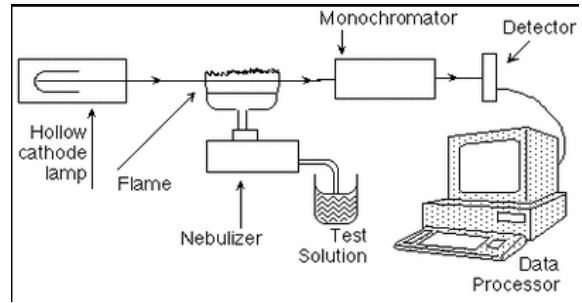 Monochromator
Detector
Hollow
cathode
lamp
Flame
Nebulizer
Test
Solution
Data
Processor